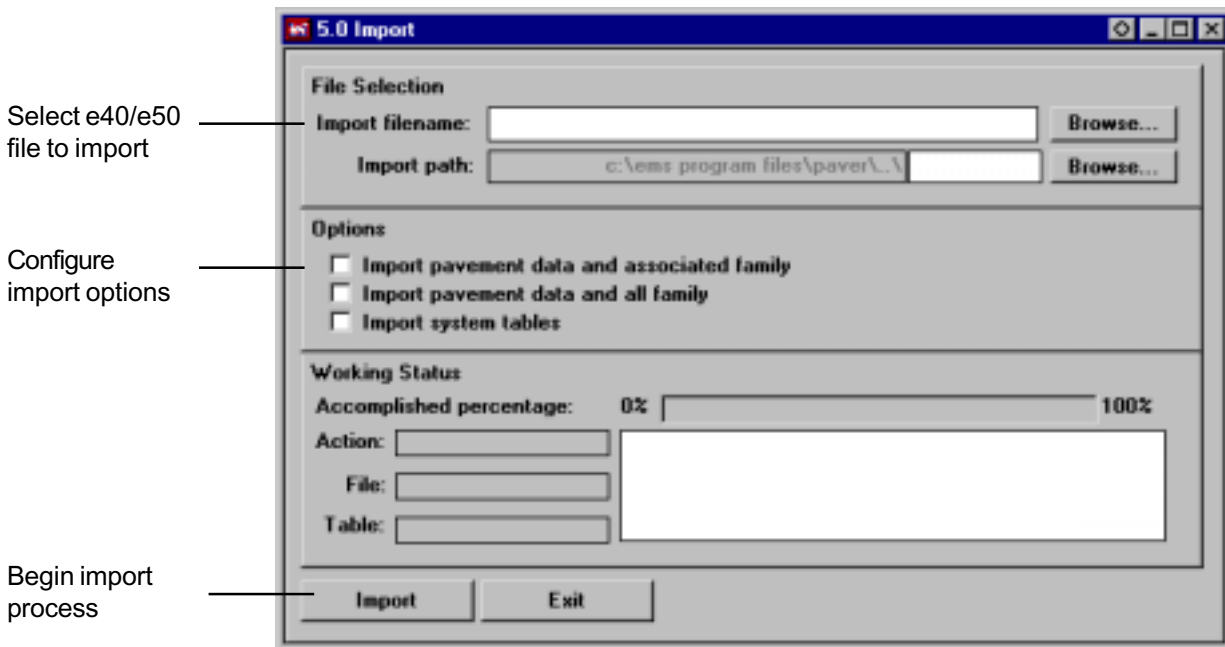 5.0 Import
File Selection
Select e40/e50
file to import
Import filename:
Browse...
Import path:
c:\ems program files\paver\..\
Browse...
Options
Configure
import options
Import pavement data and associated family
Import pavement data and all family
Import system tables
Working Status
Accomplished percentage: 0% 100%
Action:
File:
Table:
Begin import
process
Import
Exit